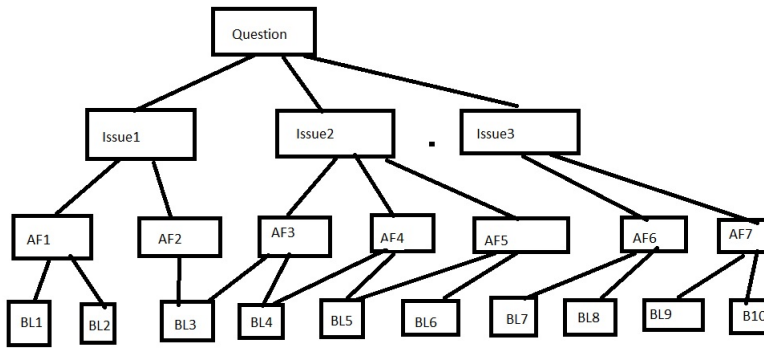 Question
Issue1
Issue2
Issue3
AF1
AF2
AF3
AF4
AF5
AF6
AF7
BL1
BL2
BL3
BL4
BL5
BL6
BL7
BL8
BL9
B10